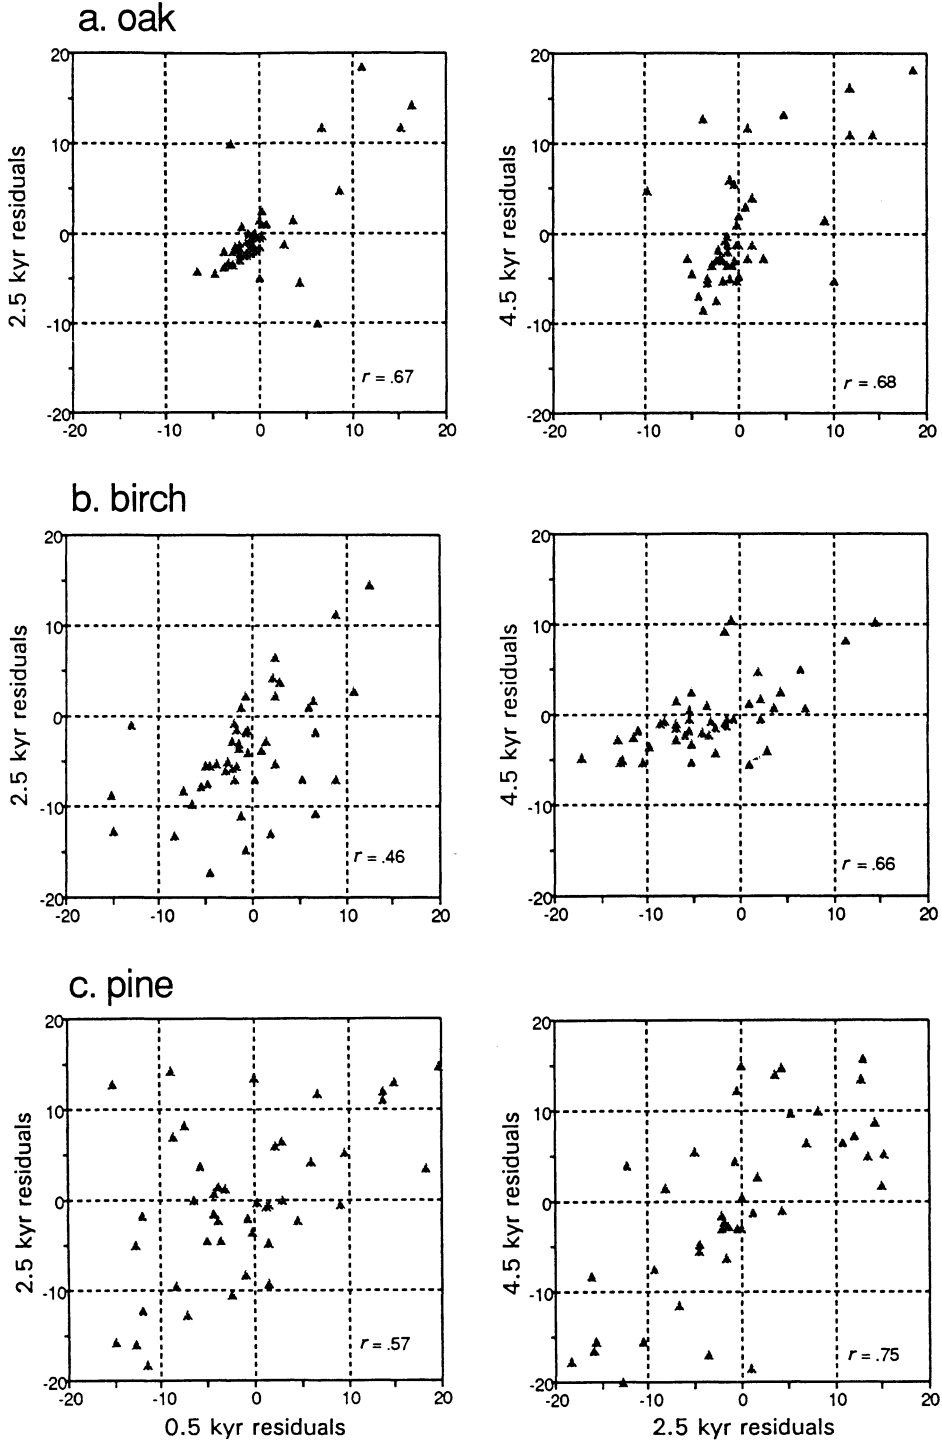 a. oak
20
10
0
-10
-20
-20 -10 0 10 20
2.5 kyr residuals
r = .67
20
10
0
-10
-20
-20 -10 0 10 20
4.5 kyr residuals
r = .68
b. birch
20
10
0
-10
-20
-20 -10 0 10 20
2.5 kyr residuals
r = .46
20
10
0
-10
-20
-20 -10 0 10 20
4.5 kyr residuals
r = .66
c. pine
20
10
0
-10
-20
-20 -10 0 10 20
2.5 kyr residuals
r = .57
0.5 kyr residuals
20
10
0
-10
-20
-20 -10 0 10 20
4.5 kyr residuals
r = .75
2.5 kyr residuals